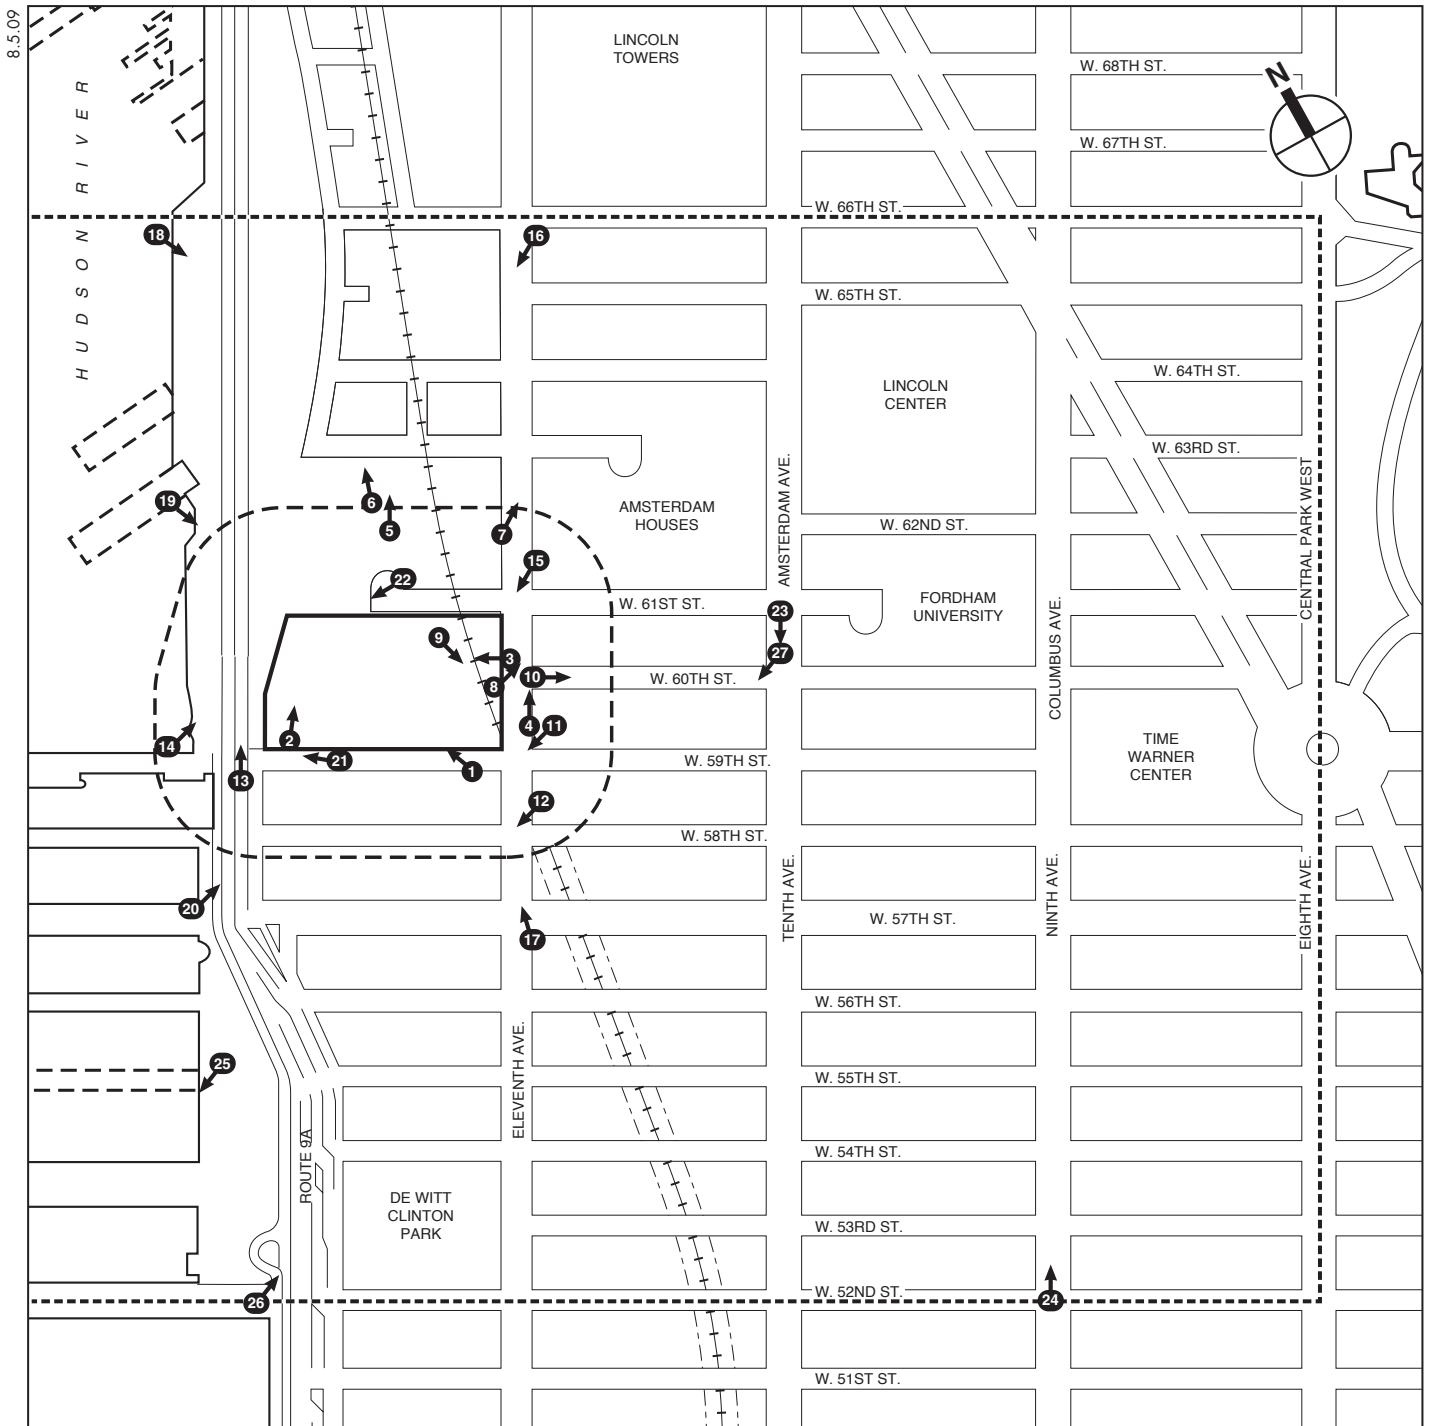 8.5.09
LINCOLN
TOWERS
W. 68TH ST.
N
HUDSON RIVER
W. 67TH ST.
W. 66TH ST.
18
16
W. 65TH ST.
W. 64TH ST.
LINCOLN
CENTER
W. 63RD ST.
AMSTERDAM AVE.
CENTRAL PARK WEST
19
6
5
7
AMSTERDAM
HOUSES
W. 62ND ST.
15
22
W. 61ST ST.
23
FORDHAM
UNIVERSITY
COLUMBUS AVE.
9
3
27
8
10
W. 60TH ST.
4
11
2
14
13
21
1
W. 59TH ST.
TIME
WARNER
CENTER
12
W. 58TH ST.
TENTH AVE.
NINTH AVE.
EIGHTH AVE.
20
W. 57TH ST.
17
W. 56TH ST.
ELEVENTH AVE.
25
W. 55TH ST.
ROUTE 9A
W. 54TH ST.
DE WITT
CLINTON
PARK
W. 53RD ST.
W. 52ND ST.
26
24
W. 51ST ST.